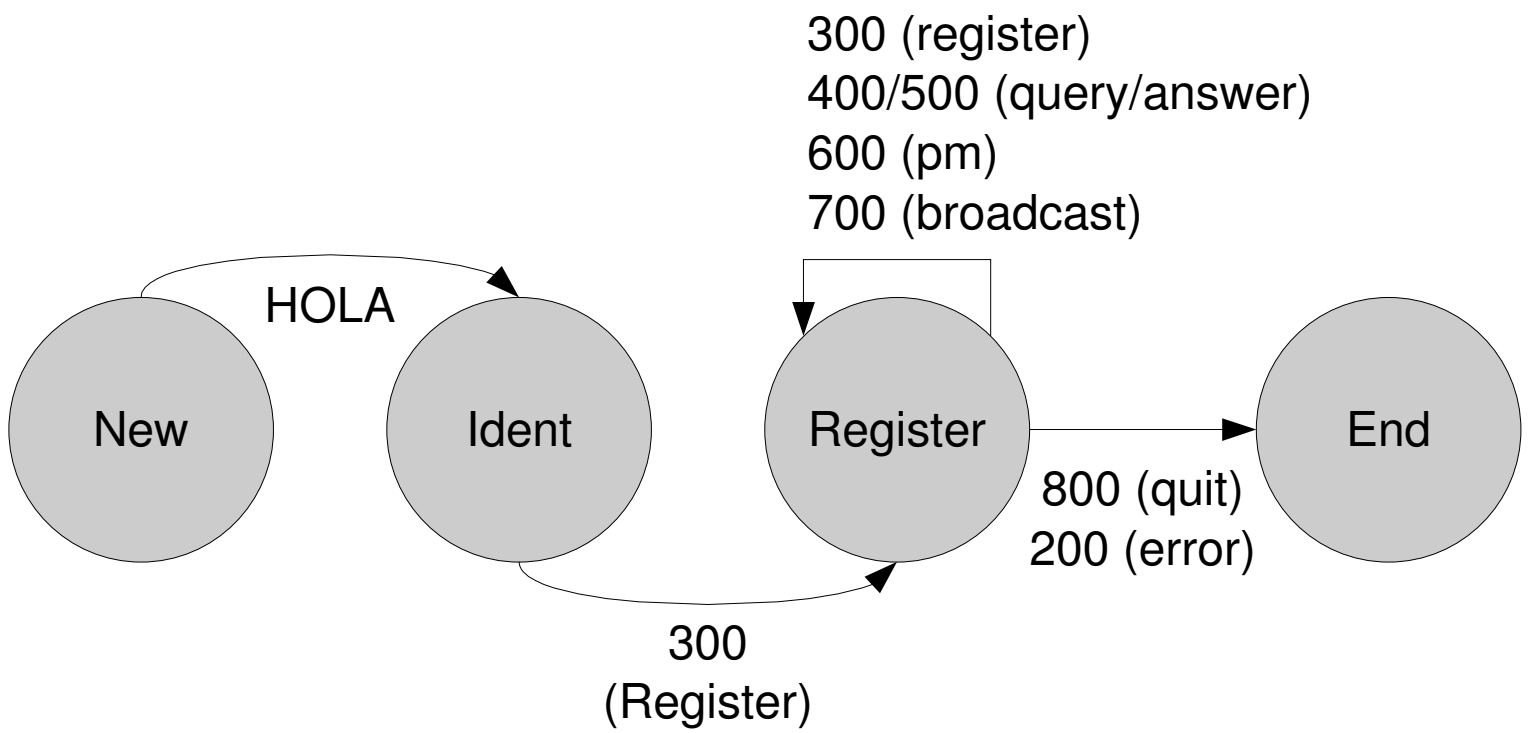 300 (register)
400/500 (query/answer)
600 (pm)
700 (broadcast)
HOLA
New
Ident
Register
End
800 (quit)
200 (error)
300
(Register)